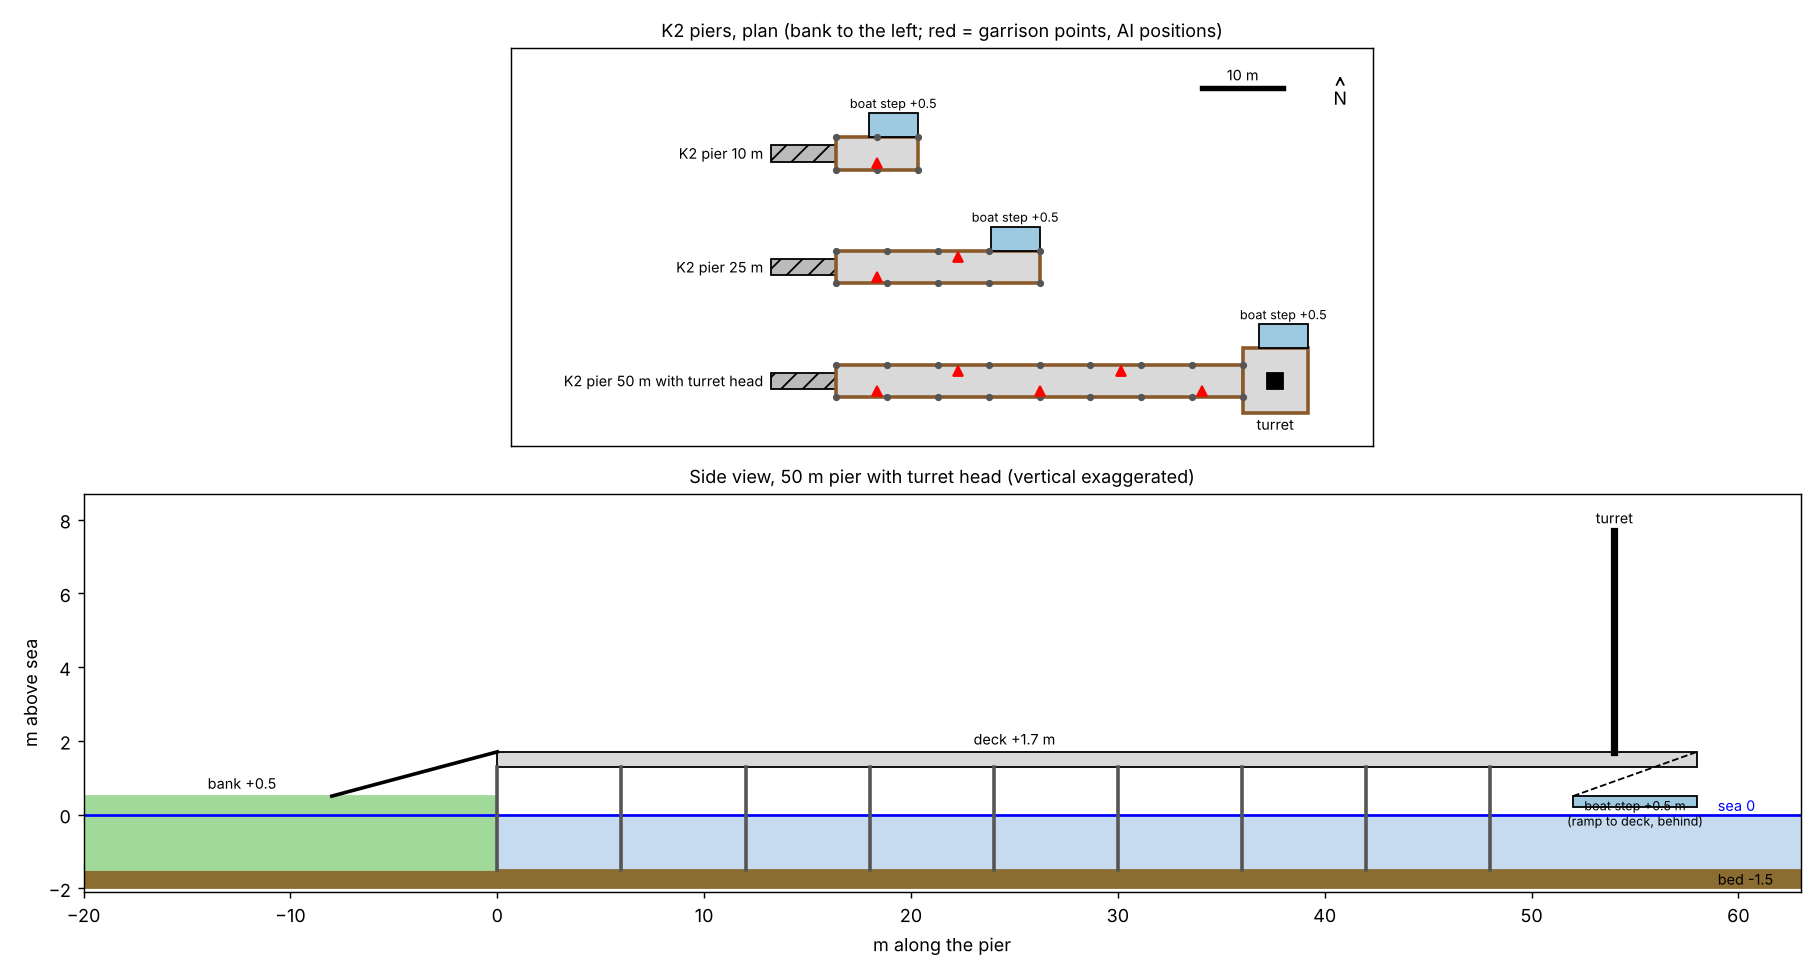 K2 piers, plan (bank to the left; red = garrison points, AI positions)
10 m
N
boat step +0.5
K2 pier 10 m
boat step +0.5
K2 pier 25 m
boat step +0.5
K2 pier 50 m with turret head
turret
Side view, 50 m pier with turret head (vertical exaggerated)
8
6
4
2
0
−2
m above sea
turret
deck +1.7 m
bank +0.5
boat step +0.5 m
(ramp to deck, behind)
sea 0
bed -1.5
−20
−10
0
10
20
30
40
50
60
m along the pier